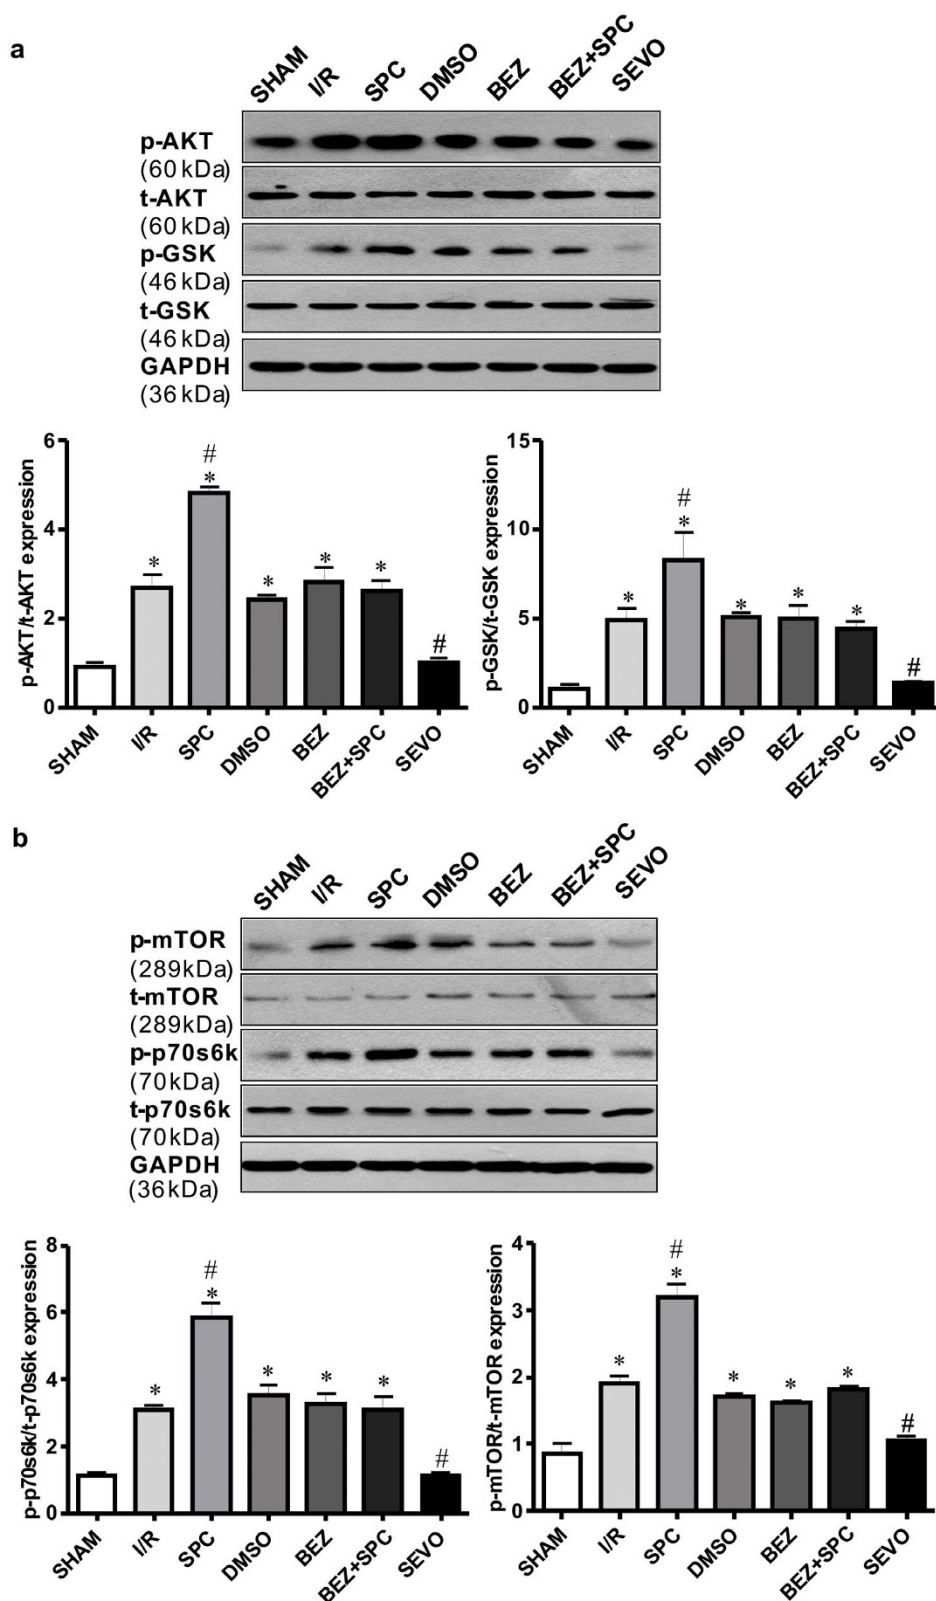 a
SHAM I/R SPC DMSO BEZ BEZ+SPC SEVO
p-AKT
(60 kDa)
t-AKT
(60 kDa)
p-GSK
(46 kDa)
t-GSK
(46 kDa)
GAPDH
(36 kDa)
p-AKT/t-AKT expression
6
4
2
0
#
*
*
*
*
*
#
SHAM I/R SPC DMSO BEZ BEZ+SPC SEVO
p-GSK/t-GSK expression
15
10
5
0
#
*
*
*
*
*
#
SHAM I/R SPC DMSO BEZ BEZ+SPC SEVO
b
SHAM I/R SPC DMSO BEZ BEZ+SPC SEVO
p-mTOR
(289kDa)
t-mTOR
(289kDa)
p-p70s6k
(70kDa)
t-p70s6k
(70kDa)
GAPDH
(36kDa)
p-p70s6k/t-p70s6k expression
8
6
4
2
0
#
*
*
*
*
*
#
SHAM I/R SPC DMSO BEZ BEZ+SPC SEVO
p-mTOR/t-mTOR expression
4
3
2
1
0
#
*
*
*
*
*
#
SHAM I/R SPC DMSO BEZ BEZ+SPC SEVO